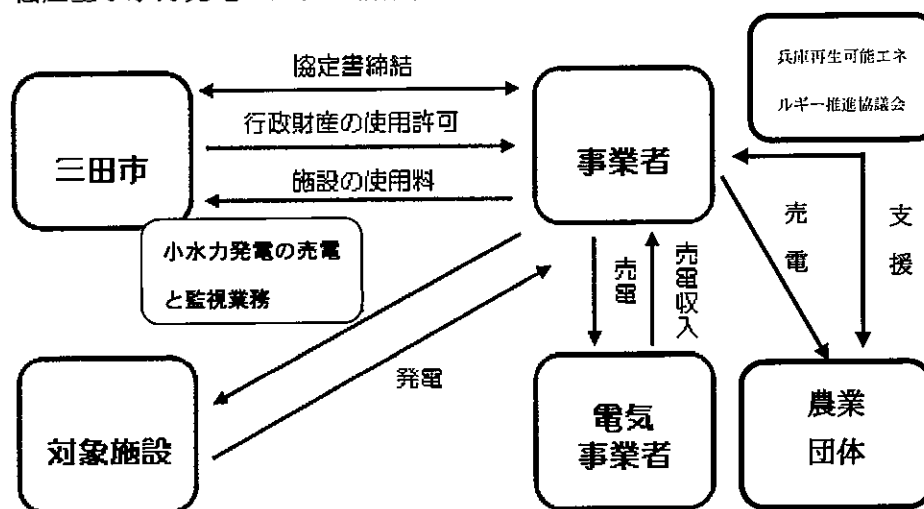 協定書締結
兵庫再生可能エネ
ルギー推進協議会
行政財産の使用許可
三田市
事業者
施設の使用料
小水力発電の売電
と監視業務
売電
売電収入
売電
支援
発電
対象施設
電気
事業者
農業
団体